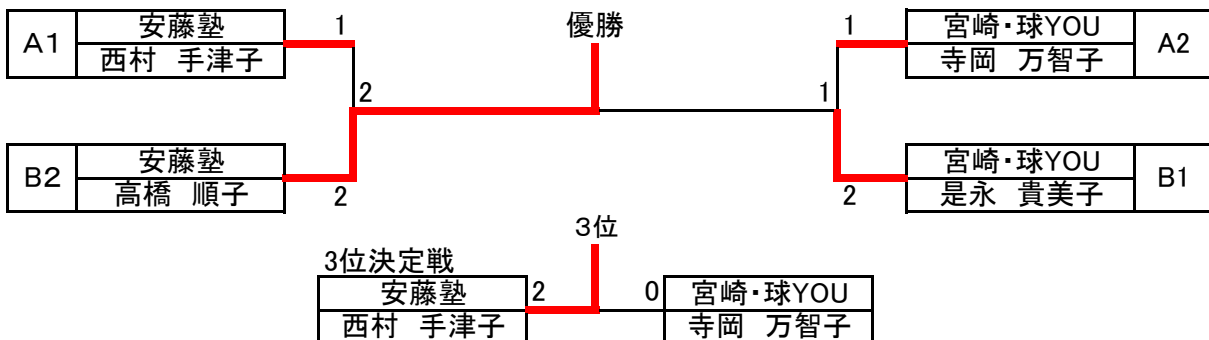 A1
安藤塾
西村 手津子
1
優勝
1
宮崎・球YOU
寺岡 万智子
A2
2
1
B2
安藤塾
高橋 順子
2
2
宮崎・球YOU
是永 貴美子
B1
3位
3位決定戦
安藤塾
西村 手津子
2
0
宮崎・球YOU
寺岡 万智子